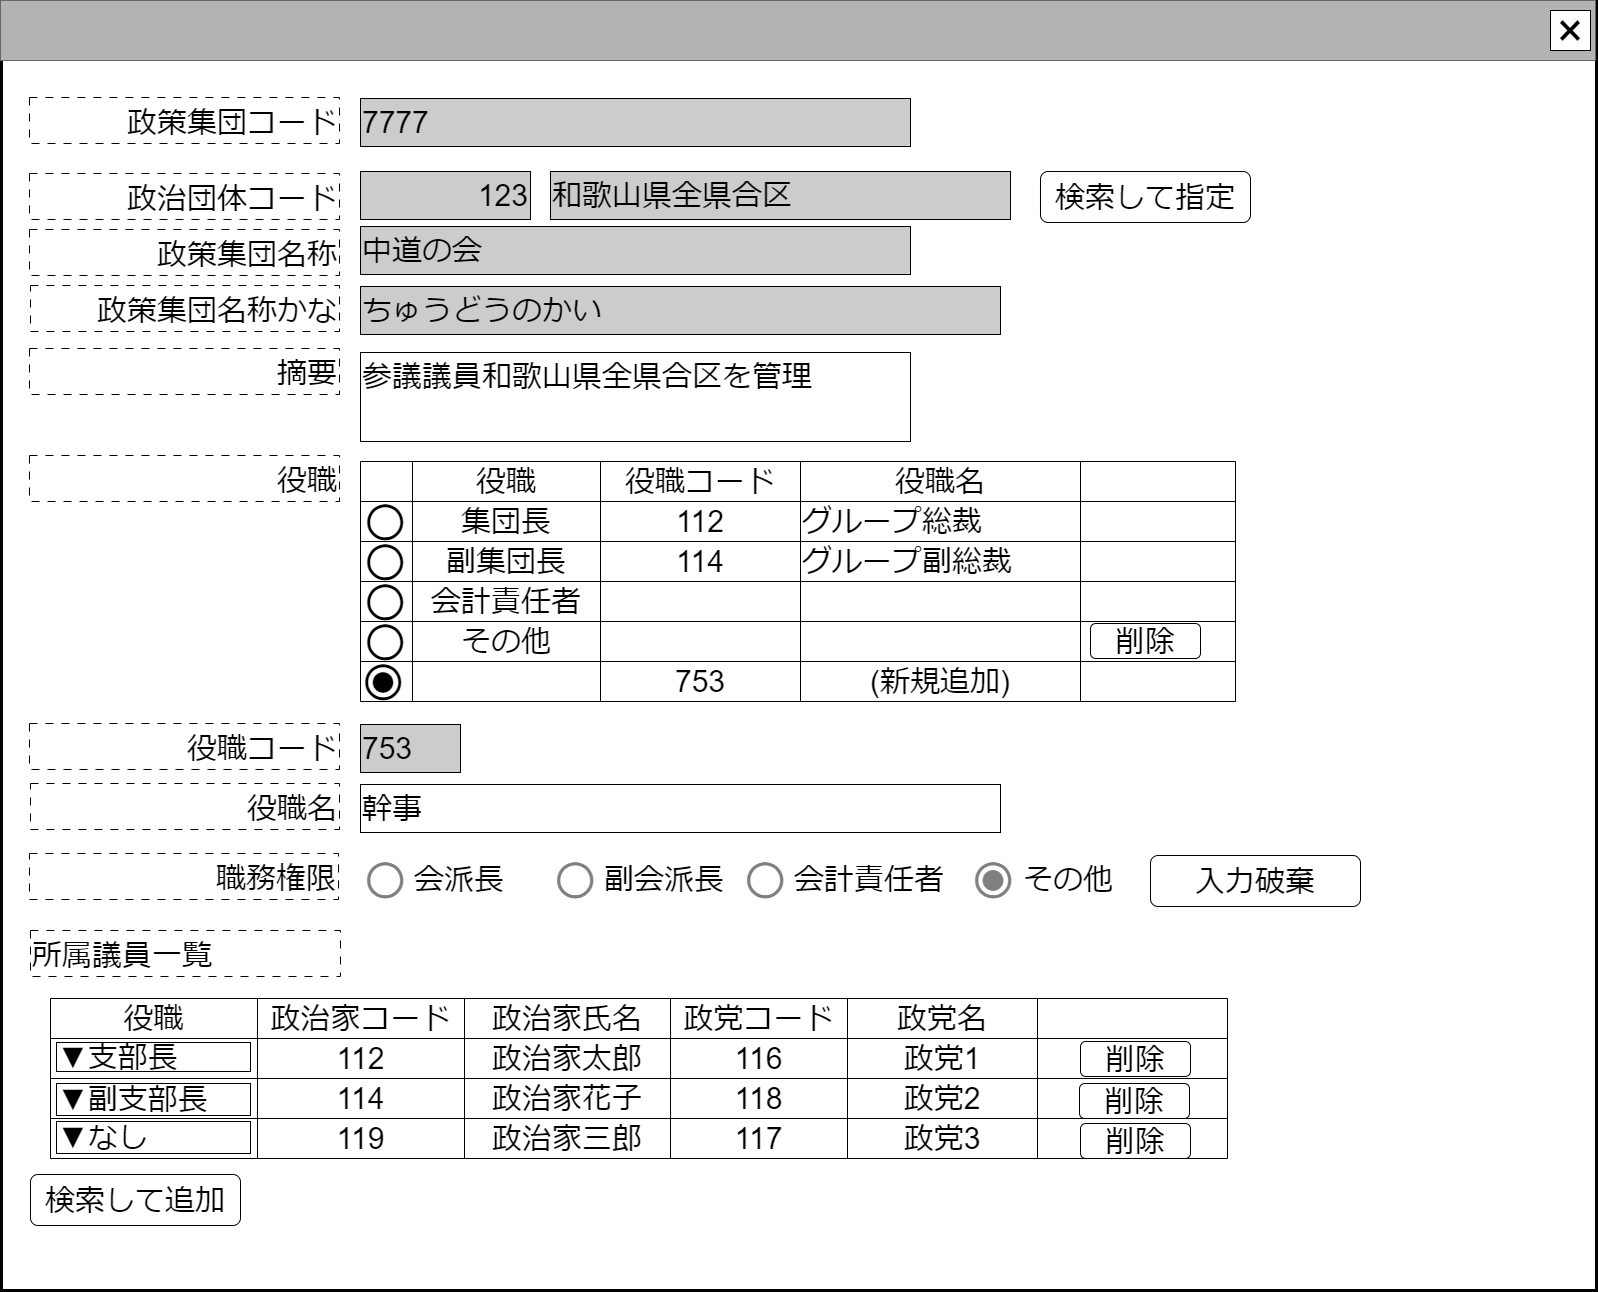 政策集団コード 7777
政治団体コード 123 和歌山県全県合区 検索して指定
政策集団名称 中道の会
政策集団名称かな ちゅうどうのかい
摘要 参議議員和歌山県全県合区を管理
役職 役職 役職コード 役職名
集団長 112 グループ総裁
副集団長 114 グループ副総裁
会計責任者
その他 削除
753 (新規追加)
役職コード 753
役職名 幹事
職務権限 会派長 副会派長 会計責任者 その他 入力破棄
所属議員一覧
役職 政治家コード 政治家氏名 政党コード 政党名
▼支部長 112 政治家太郎 116 政党1 削除
▼副支部長 114 政治家花子 118 政党2 削除
▼なし 119 政治家三郎 117 政党3 削除
検索して追加